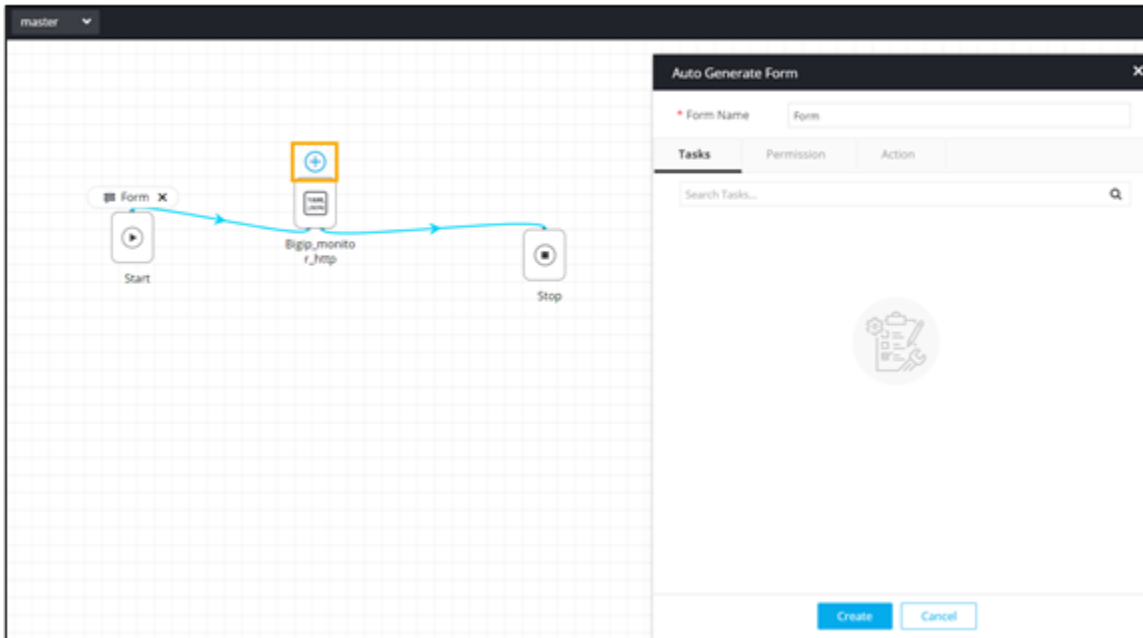 master
Auto Generate Form
* Form Name
Form
Tasks
Permission
Action
Search Tasks...
Form
Bigip_monito
r_http
Start
Stop
Create
Cancel